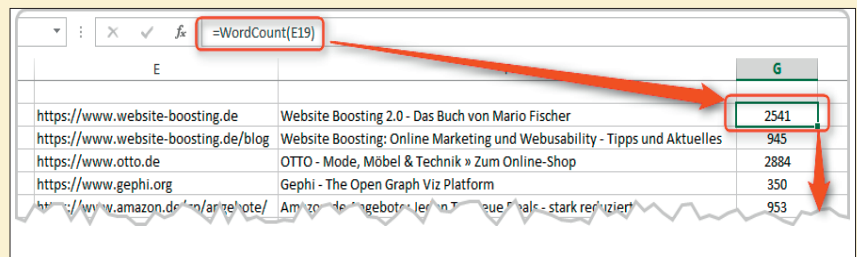 fx =WordCount(E19)
E G
https://www.website-boosting.de Website Boosting 2.0 - Das Buch von Mario Fischer 2541
https://www.website-boosting.de/blog Website Boosting: Online Marketing und Webusability - Tipps und Aktuelles 945
https://www.otto.de OTTO - Mode, Möbel & Technik » Zum Online-Shop 2884
https://www.gephi.org Gephi - The Open Graph Viz Platform 350
- stark reduziert 953